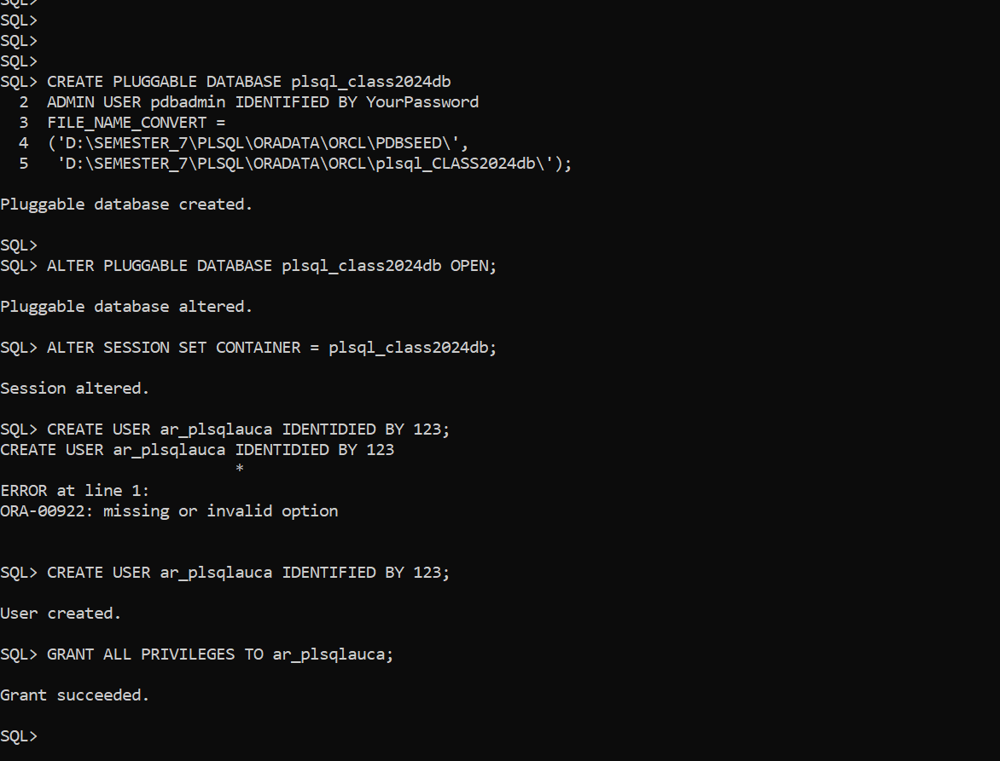 SQL>
SQL>
SQL>
SQL>
SQL> CREATE PLUGGABLE DATABASE plsql_class2024db
  2  ADMIN USER pdbadmin IDENTIFIED BY YourPassword
  3  FILE_NAME_CONVERT =
  4  ('D:\SEMESTER_7\PLSQL\ORADATA\ORCL\PDBSEED\',
  5   'D:\SEMESTER_7\PLSQL\ORADATA\ORCL\plsql_CLASS2024db\');
Pluggable database created.
SQL>
SQL> ALTER PLUGGABLE DATABASE plsql_class2024db OPEN;
Pluggable database altered.
SQL> ALTER SESSION SET CONTAINER = plsql_class2024db;
Session altered.
SQL> CREATE USER ar_plsqlauca IDENTIDIED BY 123;
CREATE USER ar_plsqlauca IDENTIDIED BY 123
                         *
ERROR at line 1:
ORA-00922: missing or invalid option
SQL> CREATE USER ar_plsqlauca IDENTIFIED BY 123;
User created.
SQL> GRANT ALL PRIVILEGES TO ar_plsqlauca;
Grant succeeded.
SQL>